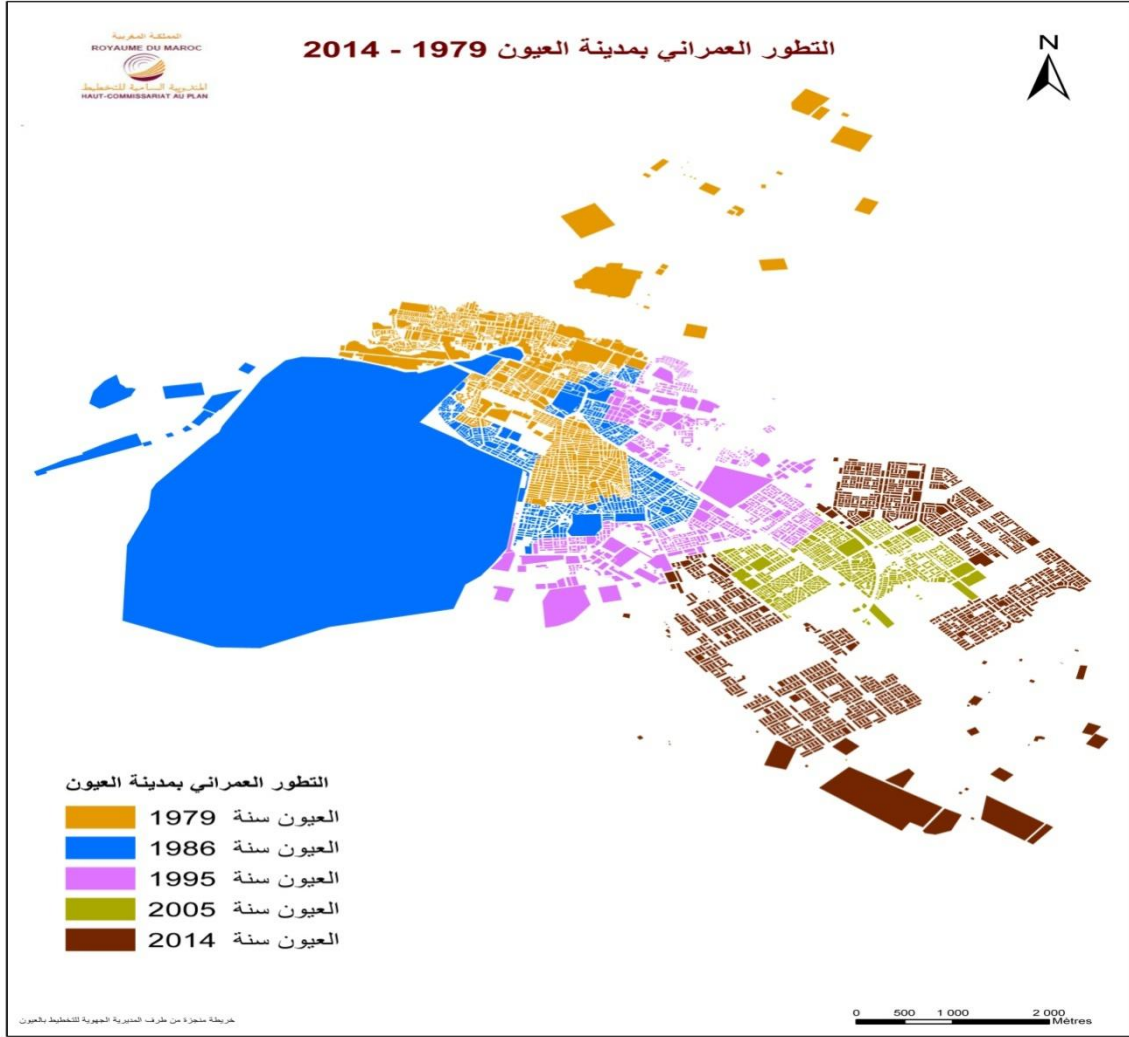 المملكة المغربية
ROYAUME DU MAROC
المندوبية السامية للتخطيط
HAUT-COMMISSARIAT AU PLAN
التطور العمراني بمدينة العيون 1979 - 2014
N
التطور العمراني بمدينة العيون
العيون سنة 1979
العيون سنة 1986
العيون سنة 1995
العيون سنة 2005
العيون سنة 2014
خريطة منجزة من طرف المديرية الجهوية للتخطيط بالعيون
0 500 1 000 2 000
Mètres